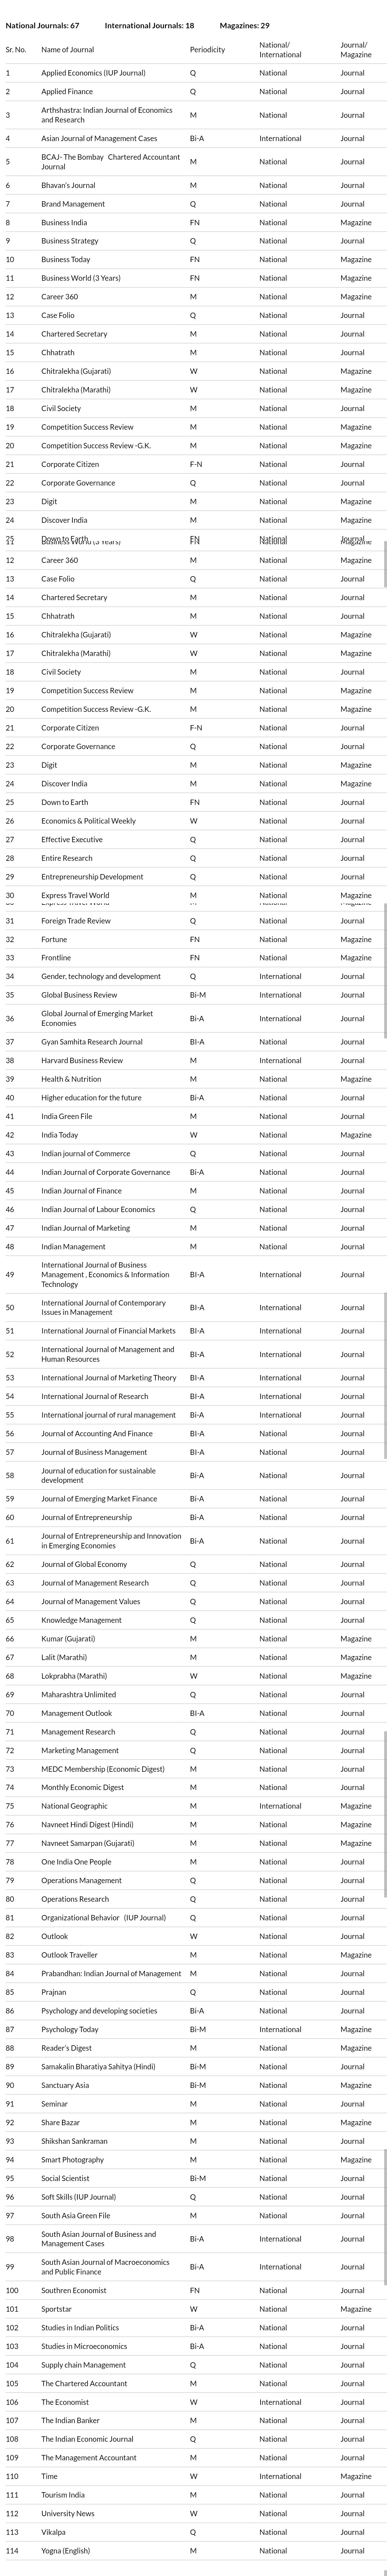 National Journals: 67 International Journals: 18 Magazines: 29
Sr. No. Name of Journal Periodicity National/ International Journal/ Magazine
1 Applied Economics (IUP Journal) Q National Journal
2 Applied Finance Q National Journal
3 Arthshastra: Indian Journal of Economics and Research M National Journal
4 Asian Journal of Management Cases Bi-A International Journal
5 BCAJ- The Bombay Chartered Accountant Journal M National Journal
6 Bhavan's Journal M National Journal
7 Brand Management Q National Journal
8 Business India FN National Magazine
9 Business Strategy Q National Journal
10 Business Today FN National Magazine
11 Business World (3 Years) FN National Magazine
12 Career 360 M National Magazine
13 Case Folio Q National Journal
14 Chartered Secretary M National Journal
15 Chhatrath M National Journal
16 Chitralekha (Gujarati) W National Magazine
17 Chitralekha (Marathi) W National Magazine
18 Civil Society M National Journal
19 Competition Success Review M National Magazine
20 Competition Success Review -G.K. M National Magazine
21 Corporate Citizen F-N National Journal
22 Corporate Governance Q National Journal
23 Digit M National Magazine
24 Discover India M National Magazine
25 Down to Earth FN National Journal
11 Business World (3 Years) FN National Magazine
12 Career 360 M National Magazine
13 Case Folio Q National Journal
14 Chartered Secretary M National Journal
15 Chhatrath M National Journal
16 Chitralekha (Gujarati) W National Magazine
17 Chitralekha (Marathi) W National Magazine
18 Civil Society M National Journal
19 Competition Success Review M National Magazine
20 Competition Success Review -G.K. M National Magazine
21 Corporate Citizen F-N National Journal
22 Corporate Governance Q National Journal
23 Digit M National Magazine
24 Discover India M National Magazine
25 Down to Earth FN National Journal
26 Economics & Political Weekly W National Journal
27 Effective Executive Q National Journal
28 Entire Research Q National Journal
29 Entrepreneurship Development Q National Journal
30 Express Travel World M National Magazine
31 Foreign Trade Review Q National Journal
32 Fortune FN National Magazine
33 Frontline FN National Magazine
34 Gender, technology and development Q International Journal
35 Global Business Review Bi-M International Journal
36 Global Journal of Emerging Market Economies Bi-A International Journal
37 Gyan Samhita Research Journal BI-A National Journal
38 Harvard Business Review M International Journal
39 Health & Nutrition M National Magazine
40 Higher education for the future Bi-A National Journal
41 India Green File M National Journal
42 India Today W National Magazine
43 Indian journal of Commerce Q National Journal
44 Indian Journal of Corporate Governance Bi-A National Journal
45 Indian Journal of Finance M National Journal
46 Indian Journal of Labour Economics Q National Journal
47 Indian Journal of Marketing M National Journal
48 Indian Management M National Journal
49 International Journal of Business Management , Economics & Information Technology BI-A International Journal
50 International Journal of Contemporary Issues in Management BI-A International Journal
51 International Journal of Financial Markets BI-A International Journal
52 International Journal of Management and Human Resources BI-A International Journal
53 International Journal of Marketing Theory BI-A International Journal
54 International Journal of Research BI-A International Journal
55 International journal of rural management Bi-A International Journal
56 Journal of Accounting And Finance BI-A National Journal
57 Journal of Business Management BI-A National Journal
58 Journal of education for sustainable development Bi-A National Journal
59 Journal of Emerging Market Finance Bi-A National Journal
60 Journal of Entrepreneurship Bi-A National Journal
61 Journal of Entrepreneurship and Innovation in Emerging Economies Bi-A National Journal
62 Journal of Global Economy Q National Journal
63 Journal of Management Research Q National Journal
64 Journal of Management Values Q National Journal
65 Knowledge Management Q National Journal
66 Kumar (Gujarati) M National Magazine
67 Lalit (Marathi) M National Magazine
68 Lokprabha (Marathi) W National Magazine
69 Maharashtra Unlimited Q National Journal
70 Management Outlook BI-A National Journal
71 Management Research Q National Journal
72 Marketing Management Q National Journal
73 MEDC Membership (Economic Digest) M National Journal
74 Monthly Economic Digest M National Journal
75 National Geographic M International Magazine
76 Navneet Hindi Digest (Hindi) M National Magazine
77 Navneet Samarpan (Gujarati) M National Magazine
78 One India One People M National Journal
79 Operations Management Q National Journal
80 Operations Research Q National Journal
81 Organizational Behavior (IUP Journal) Q National Journal
82 Outlook W National Journal
83 Outlook Traveller M National Magazine
84 Prabandhan: Indian Journal of Management M National Journal
85 Prajnan Q National Journal
86 Psychology and developing societies Bi-A National Journal
87 Psychology Today Bi-M International Magazine
88 Reader's Digest M National Magazine
89 Samakalin Bharatiya Sahitya (Hindi) Bi-M National Journal
90 Sanctuary Asia Bi-M National Magazine
91 Seminar M National Journal
92 Share Bazar M National Magazine
93 Shikshan Sankraman M National Journal
94 Smart Photography M National Magazine
95 Social Scientist Bi-M National Journal
96 Soft Skills (IUP Journal) Q National Journal
97 South Asia Green File M National Journal
98 South Asian Journal of Business and Management Cases Bi-A International Journal
99 South Asian Journal of Macroeconomics and Public Finance Bi-A International Journal
100 Southren Economist FN National Journal
101 Sportstar W National Magazine
102 Studies in Indian Politics Bi-A National Journal
103 Studies in Microeconomics Bi-A National Journal
104 Supply chain Management Q National Journal
105 The Chartered Accountant M National Journal
106 The Economist W International Journal
107 The Indian Banker M National Journal
108 The Indian Economic Journal Q National Journal
109 The Management Accountant M National Journal
110 Time W International Magazine
111 Tourism India M National Journal
112 University News W National Journal
113 Vikalpa Q National Journal
114 Yogna (English) M National Journal